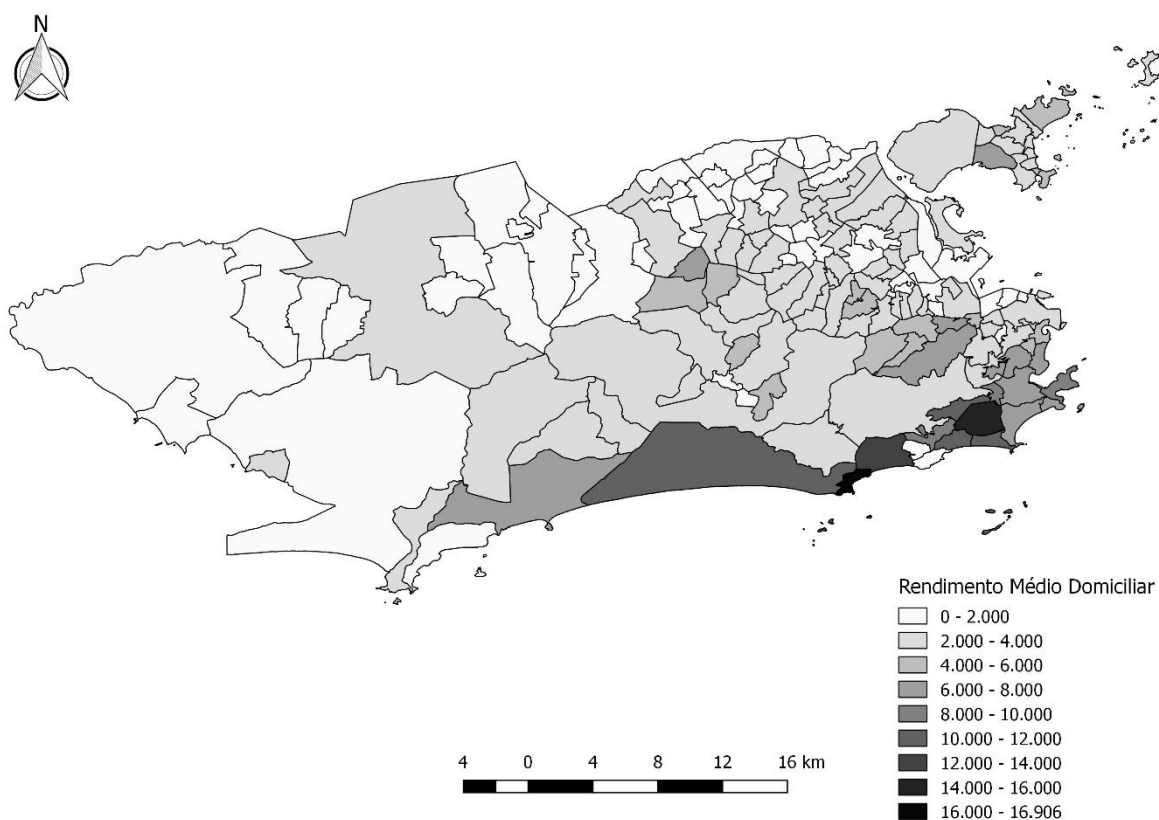 N
Rendimento Médio Domiciliar
0 - 2.000
2.000 - 4.000
4.000 - 6.000
6.000 - 8.000
8.000 - 10.000
10.000 - 12.000
12.000 - 14.000
14.000 - 16.000
16.000 - 16.906
4 0 4 8 12 16 km